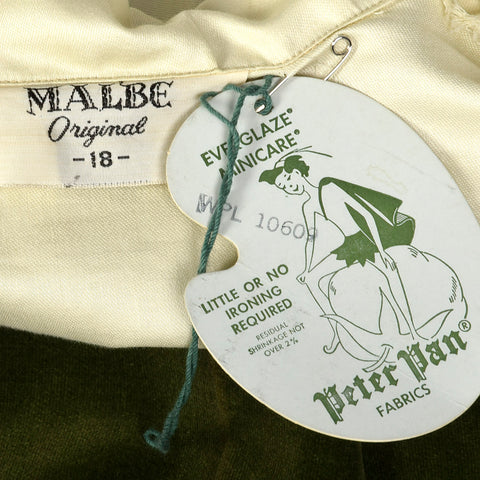 MALBE
Original
-18-
EVERGLAZE®
MINICARE®
WPL 10609
LITTLE OR NO
IRONING
REQUIRED
RESIDUAL
SHRINKAGE NOT
OVER 2%
Peter Pan®
FABRICS